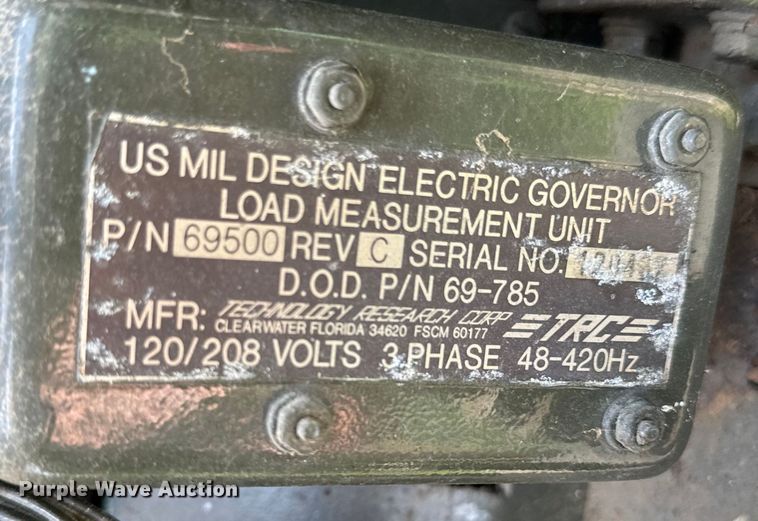 US MIL DESIGN ELECTRIC GOVERNOR
LOAD MEASUREMENT UNIT
P/N 69500 REV C SERIAL NO.
D.O.D. P/N 69-785
MFR: TECHNOLOGY RESEARCH CORP TRC
CLEARWATER FLORIDA 34620 FSCM 60177
120/208 VOLTS 3 PHASE 48-420Hz
Purple Wave Auction